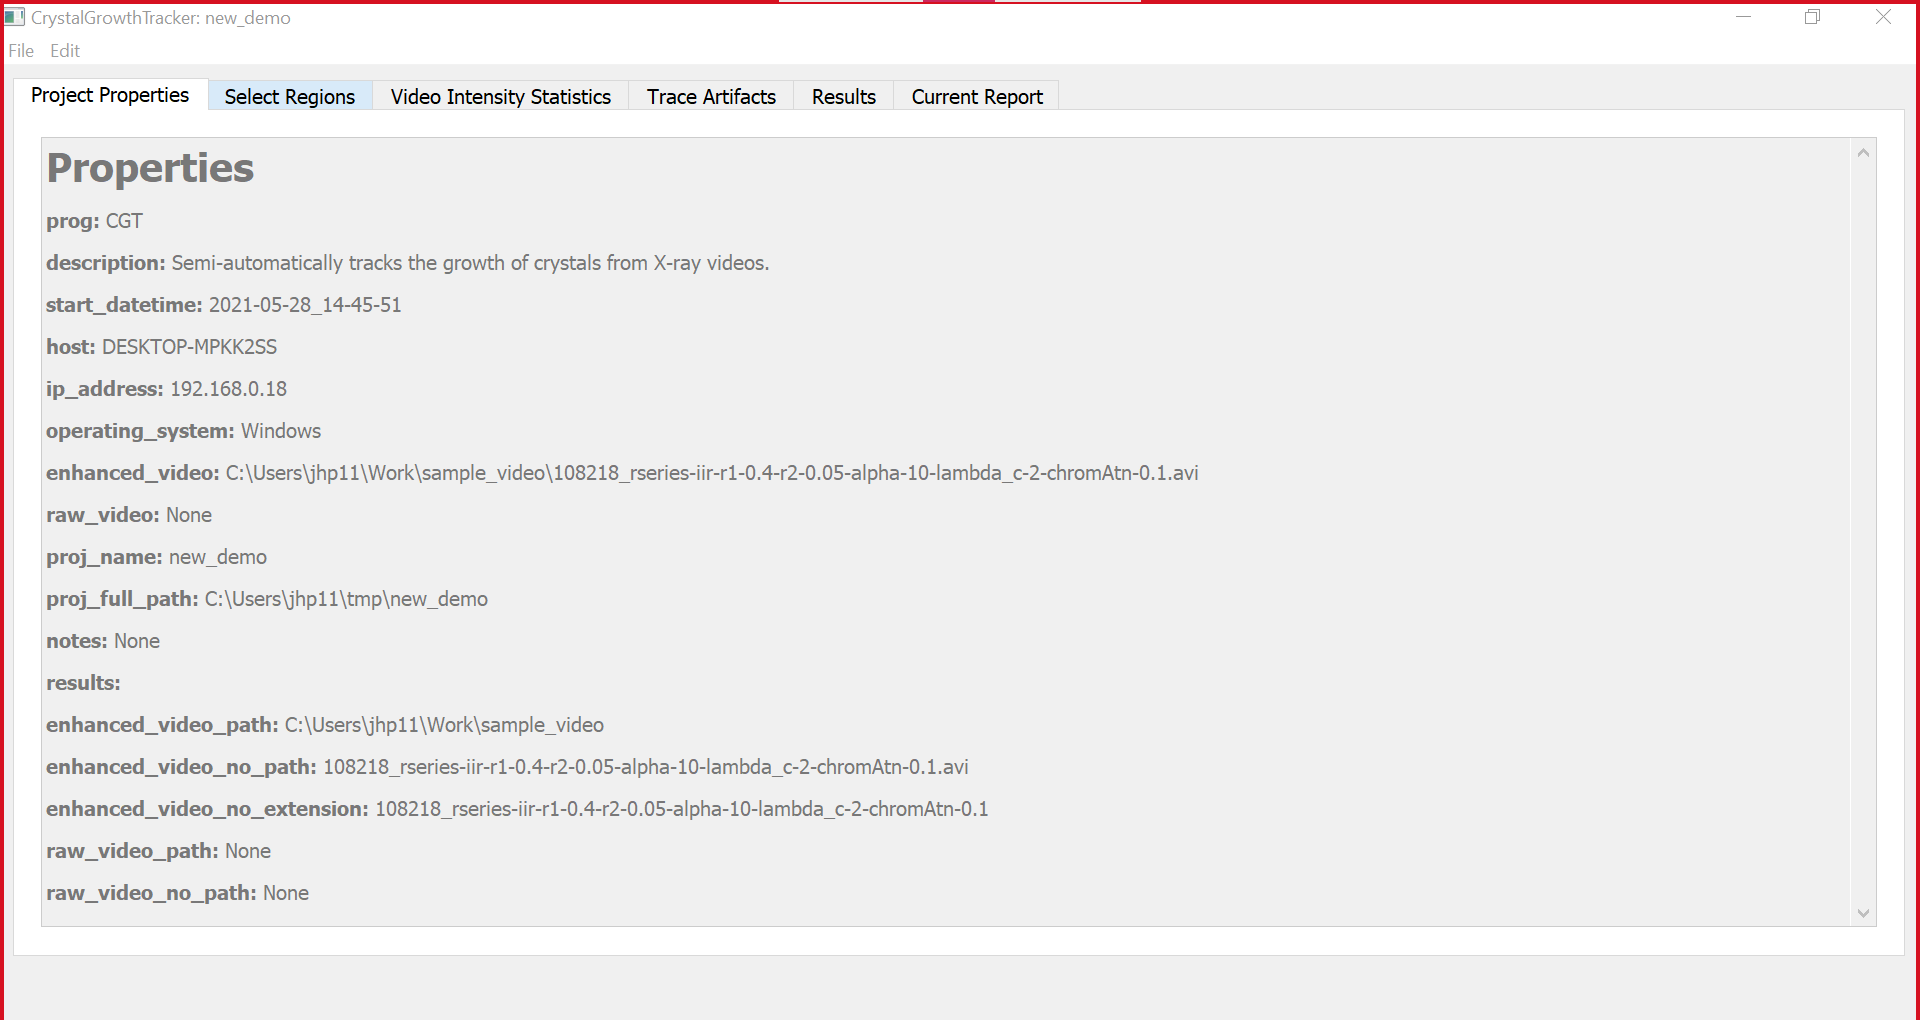 CrystalGrowthTracker: new_demo
File Edit
Project Properties Select Regions Video Intensity Statistics Trace Artifacts Results Current Report
Properties
prog: CGT
description: Semi-automatically tracks the growth of crystals from X-ray videos.
start_datetime: 2021-05-28_14-45-51
host: DESKTOP-MPKK2SS
ip_address: 192.168.0.18
operating_system: Windows
enhanced_video: C:\Users\jhp11\Work\sample_video\108218_rseries-iir-r1-0.4-r2-0.05-alpha-10-lambda_c-2-chromAtn-0.1.avi
raw_video: None
proj_name: new_demo
proj_full_path: C:\Users\jhp11\tmp\new_demo
notes: None
results:
enhanced_video_path: C:\Users\jhp11\Work\sample_video
enhanced_video_no_path: 108218_rseries-iir-r1-0.4-r2-0.05-alpha-10-lambda_c-2-chromAtn-0.1.avi
enhanced_video_no_extension: 108218_rseries-iir-r1-0.4-r2-0.05-alpha-10-lambda_c-2-chromAtn-0.1
raw_video_path: None
raw_video_no_path: None